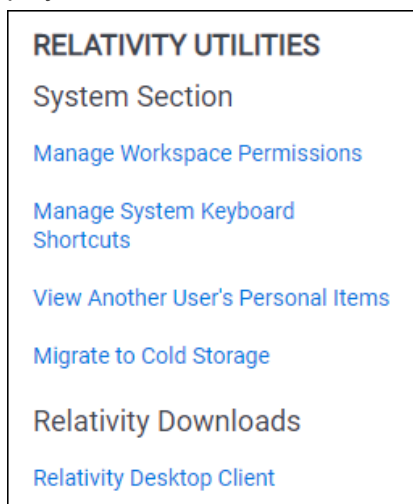 RELATIVITY UTILITIES
System Section
Manage Workspace Permissions
Manage System Keyboard
Shortcuts
View Another User's Personal Items
Migrate to Cold Storage
Relativity Downloads
Relativity Desktop Client